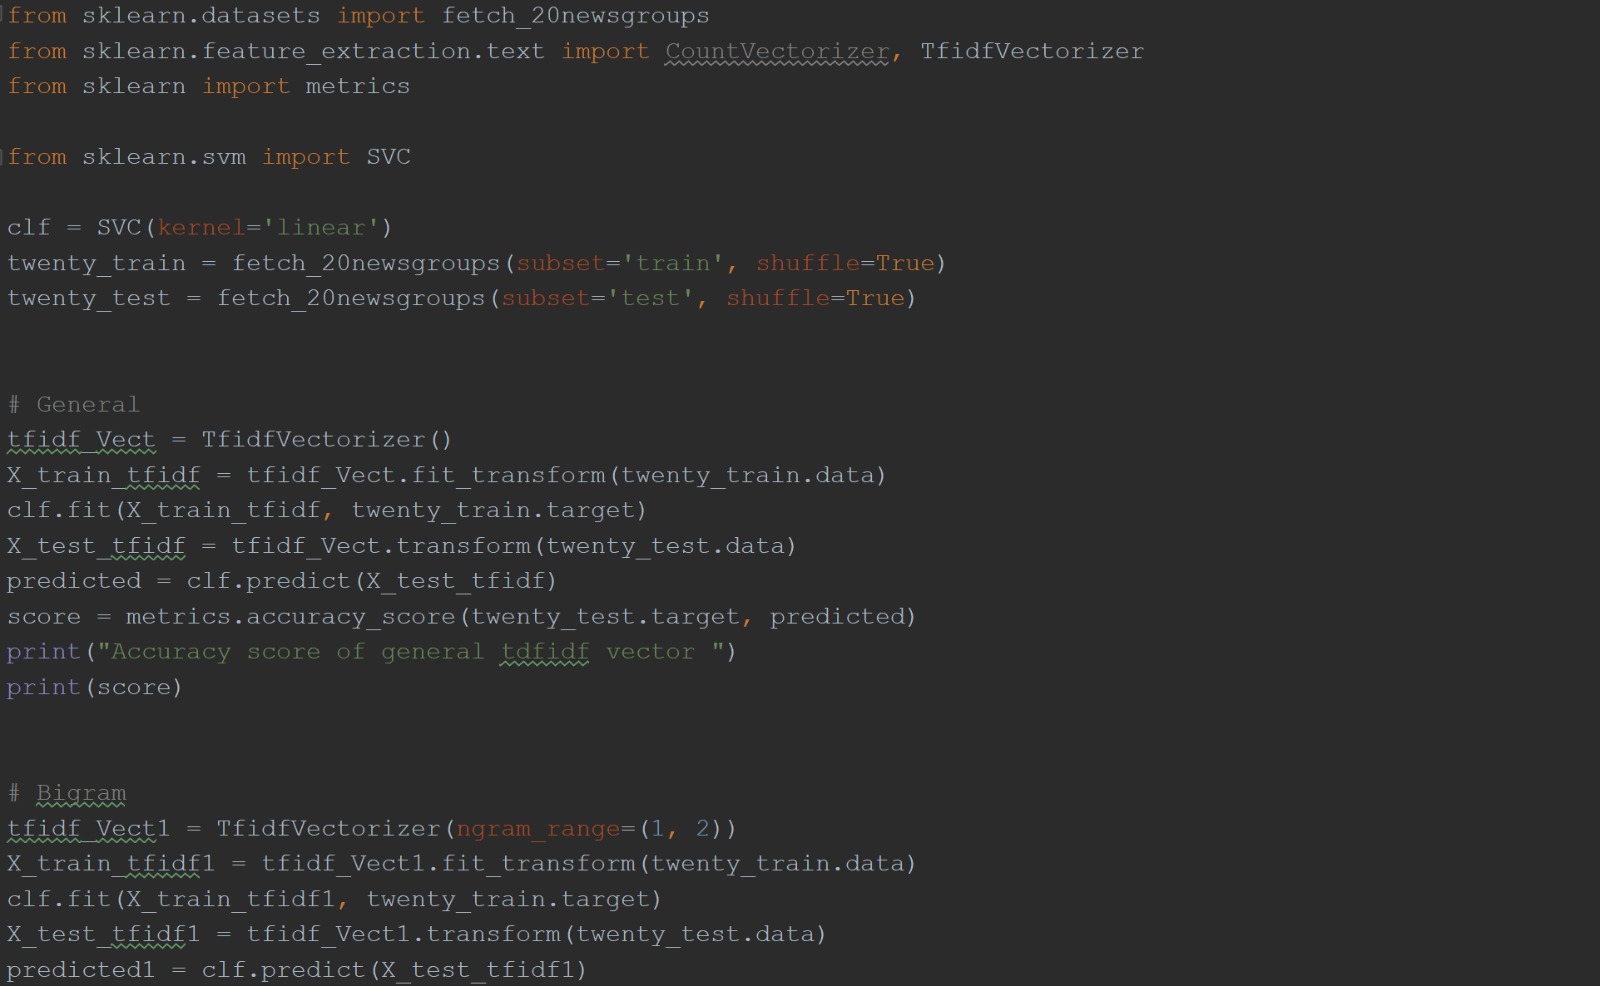 from sklearn.datasets import fetch_20newsgroups
from sklearn.feature_extraction.text import CountVectorizer, TfidfVectorizer
from sklearn import metrics
from sklearn.svm import SVC
clf = SVC(kernel='linear')
twenty_train = fetch_20newsgroups(subset='train', shuffle=True)
twenty_test = fetch_20newsgroups(subset='test', shuffle=True)
# General
tfidf_Vect = TfidfVectorizer()
X_train_tfidf = tfidf_Vect.fit_transform(twenty_train.data)
clf.fit(X_train_tfidf, twenty_train.target)
X_test_tfidf = tfidf_Vect.transform(twenty_test.data)
predicted = clf.predict(X_test_tfidf)
score = metrics.accuracy_score(twenty_test.target, predicted)
print("Accuracy score of general tdfidf vector ")
print(score)
# Bigram
tfidf_Vect1 = TfidfVectorizer(ngram_range=(1, 2))
X_train_tfidf1 = tfidf_Vect1.fit_transform(twenty_train.data)
clf.fit(X_train_tfidf1, twenty_train.target)
X_test_tfidf1 = tfidf_Vect1.transform(twenty_test.data)
predicted1 = clf.predict(X_test_tfidf1)